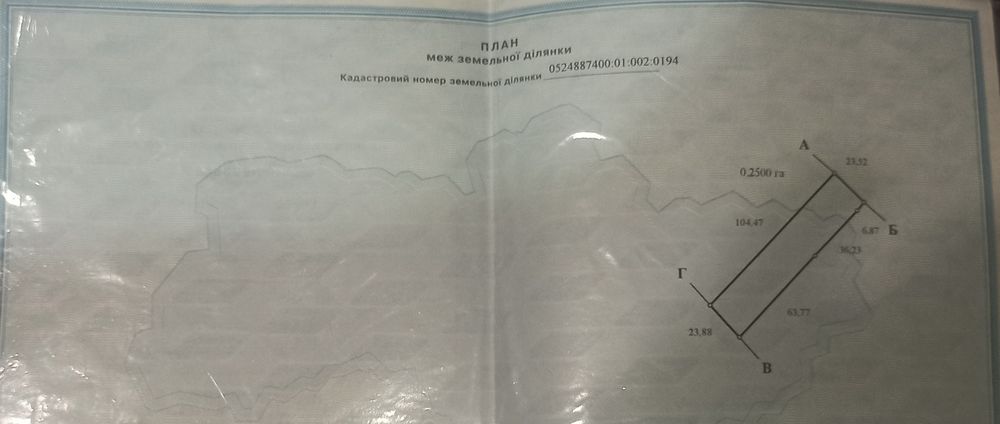 ПЛАН
меж земельної ділянки
Кадастровий номер земельної ділянки 0524887400:01:002:0194
А
23,52
0,2500 га
104,47
6,87
Б
36,23
Г
63,77
23,88
В